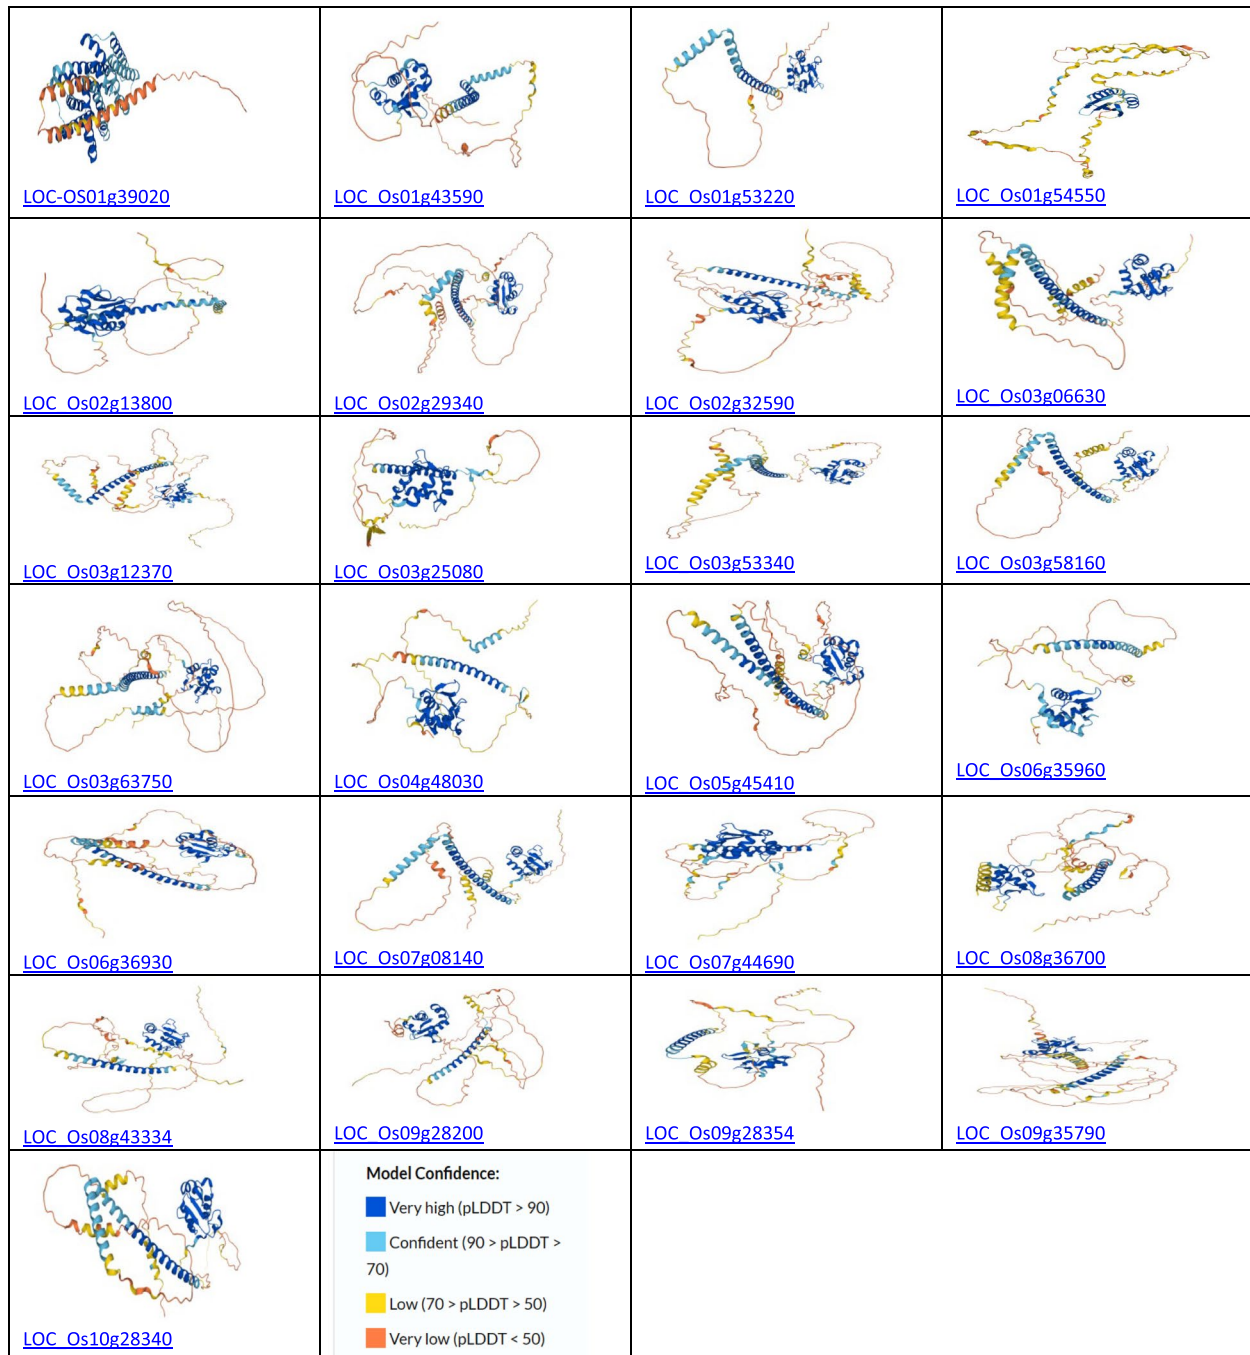 LOC-OS01g39020
LOC_Os01g43590
LOC_Os01g53220
LOC_Os01g54550
LOC_Os02g13800
LOC_Os02g29340
LOC_Os02g32590
LOC_Os03g06630
LOC_Os03g12370
LOC_Os03g25080
LOC_Os03g53340
LOC_Os03g58160
LOC_Os03g63750
LOC_Os04g48030
LOC_Os05g45410
LOC_Os06g35960
LOC_Os06g36930
LOC_Os07g08140
LOC_Os07g44690
LOC_Os08g36700
LOC_Os08g43334
LOC_Os09g28200
LOC_Os09g28354
LOC_Os09g35790
LOC_Os10g28340
Model Confidence:
Very high (pLDDT > 90)
Confident (90 > pLDDT >
70)
Low (70 > pLDDT > 50)
Very low (pLDDT < 50)